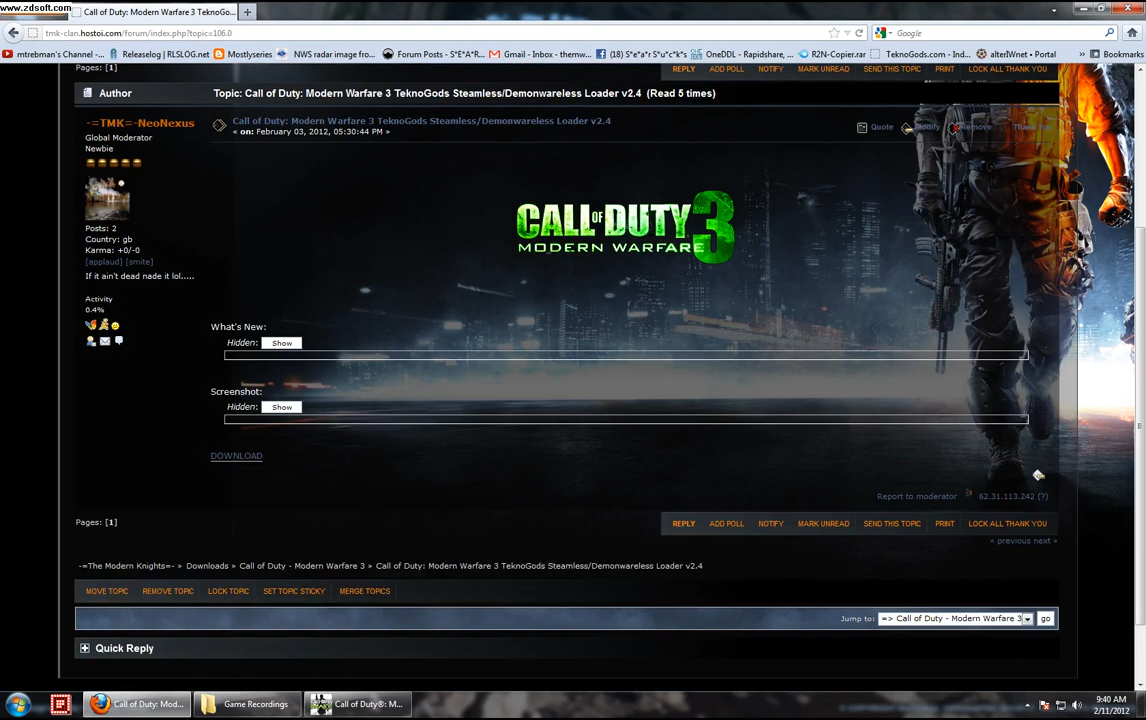 www.zdsoft.com
Call of Duty: Modern Warfare 3 TeknoGo...
tmk-clan.hostoi.com/forum/index.php?topic=106.0
Google
mtrebman's Channel -...
Releaselog | RLSLOG.net
Mostlyseries
NWS radar image from...
Forum Posts - S*E*A*R...
Gmail - Inbox - themw...
(18) S*e*a*r S*u*c*k*s
OneDDL - Rapidshare, ...
R2N-Copier.rar
TeknoGods.com - Ind...
alterIWnet • Portal
»
Bookmarks
Pages: [1]
REPLY ADD POLL NOTIFY MARK UNREAD SEND THIS TOPIC PRINT LOCK ALL THANK YOU
Author
Topic: Call of Duty: Modern Warfare 3 TeknoGods Steamless/Demonwareless Loader v2.4 (Read 5 times)
-=TMK=-NeoNexus
Global Moderator
Newbie
Posts: 2
Country: gb
Karma: +0/-0
[applaud] [smite]
If it ain't dead nade it lol.....
Activity
0.4%
Call of Duty: Modern Warfare 3 TeknoGods Steamless/Demonwareless Loader v2.4
« on: February 03, 2012, 05:30:44 PM »
Quote Modify Remove Thank You
CALL OF DUTY 3
MODERN WARFARE
What's New:
Hidden: Show
Screenshot:
Hidden: Show
DOWNLOAD
Report to moderator 62.31.113.242 (?)
Pages: [1]
REPLY ADD POLL NOTIFY MARK UNREAD SEND THIS TOPIC PRINT LOCK ALL THANK YOU
« previous next »
-=The Modern Knights=- » Downloads » Call of Duty - Modern Warfare 3 » Call of Duty: Modern Warfare 3 TeknoGods Steamless/Demonwareless Loader v2.4
MOVE TOPIC REMOVE TOPIC LOCK TOPIC SET TOPIC STICKY MERGE TOPICS
Jump to: => Call of Duty - Modern Warfare 3 go
Quick Reply
Call of Duty: Mod...
Game Recordings
Call of Duty®: M...
9:40 AM
2/11/2012